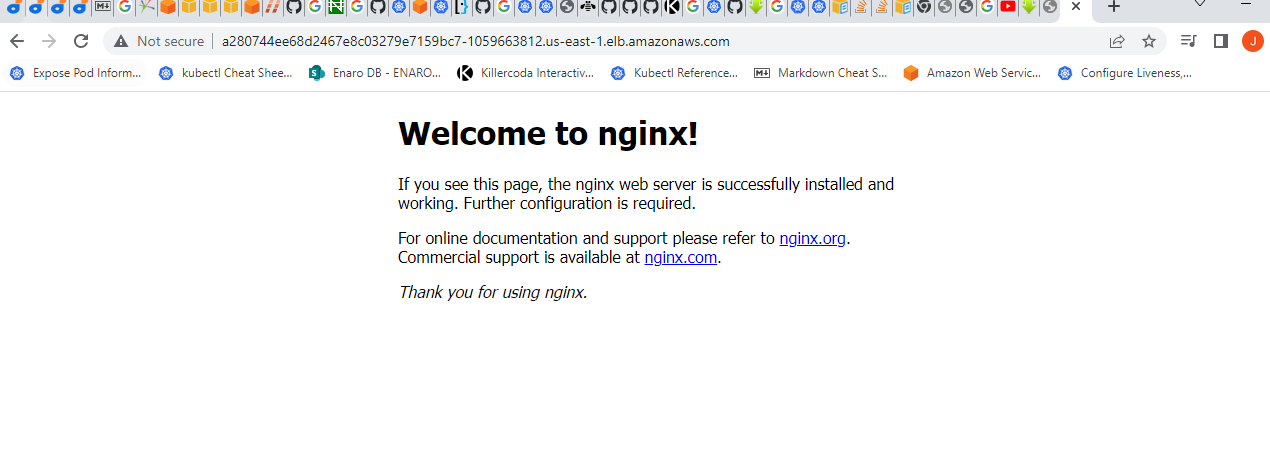 Not secure | a280744ee68d2467e8c03279e7159bc7-1059663812.us-east-1.elb.amazonaws.com
J
Expose Pod Inform... kubectl Cheat Shee... Enaro DB - ENARO... Killercoda Interactiv... Kubectl Reference... Markdown Cheat S... Amazon Web Servic... Configure Liveness,...
Welcome to nginx!
If you see this page, the nginx web server is successfully installed and
working. Further configuration is required.
For online documentation and support please refer to nginx.org.
Commercial support is available at nginx.com.
Thank you for using nginx.